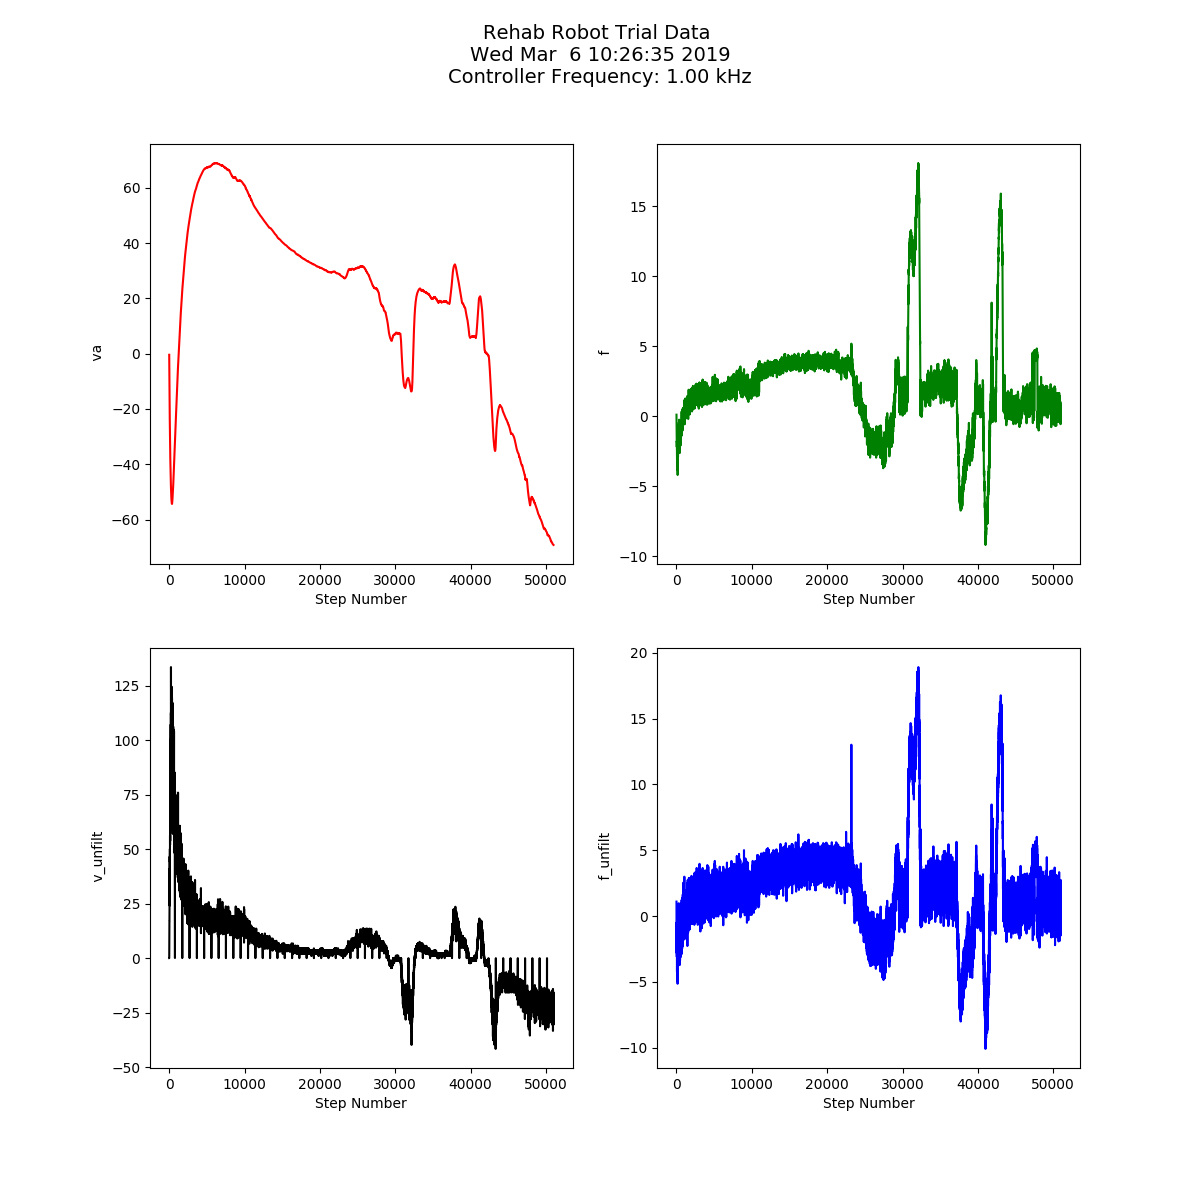 Rehab Robot Trial Data
Wed Mar  6 10:26:35 2019
Controller Frequency: 1.00 kHz
va
60
40
20
0
−20
−40
−60
0 10000 20000 30000 40000 50000
Step Number
f
15
10
5
0
−5
−10
0 10000 20000 30000 40000 50000
Step Number
v_unfilt
125
100
75
50
25
0
−25
−50
0 10000 20000 30000 40000 50000
Step Number
f_unfilt
20
15
10
5
0
−5
−10
0 10000 20000 30000 40000 50000
Step Number